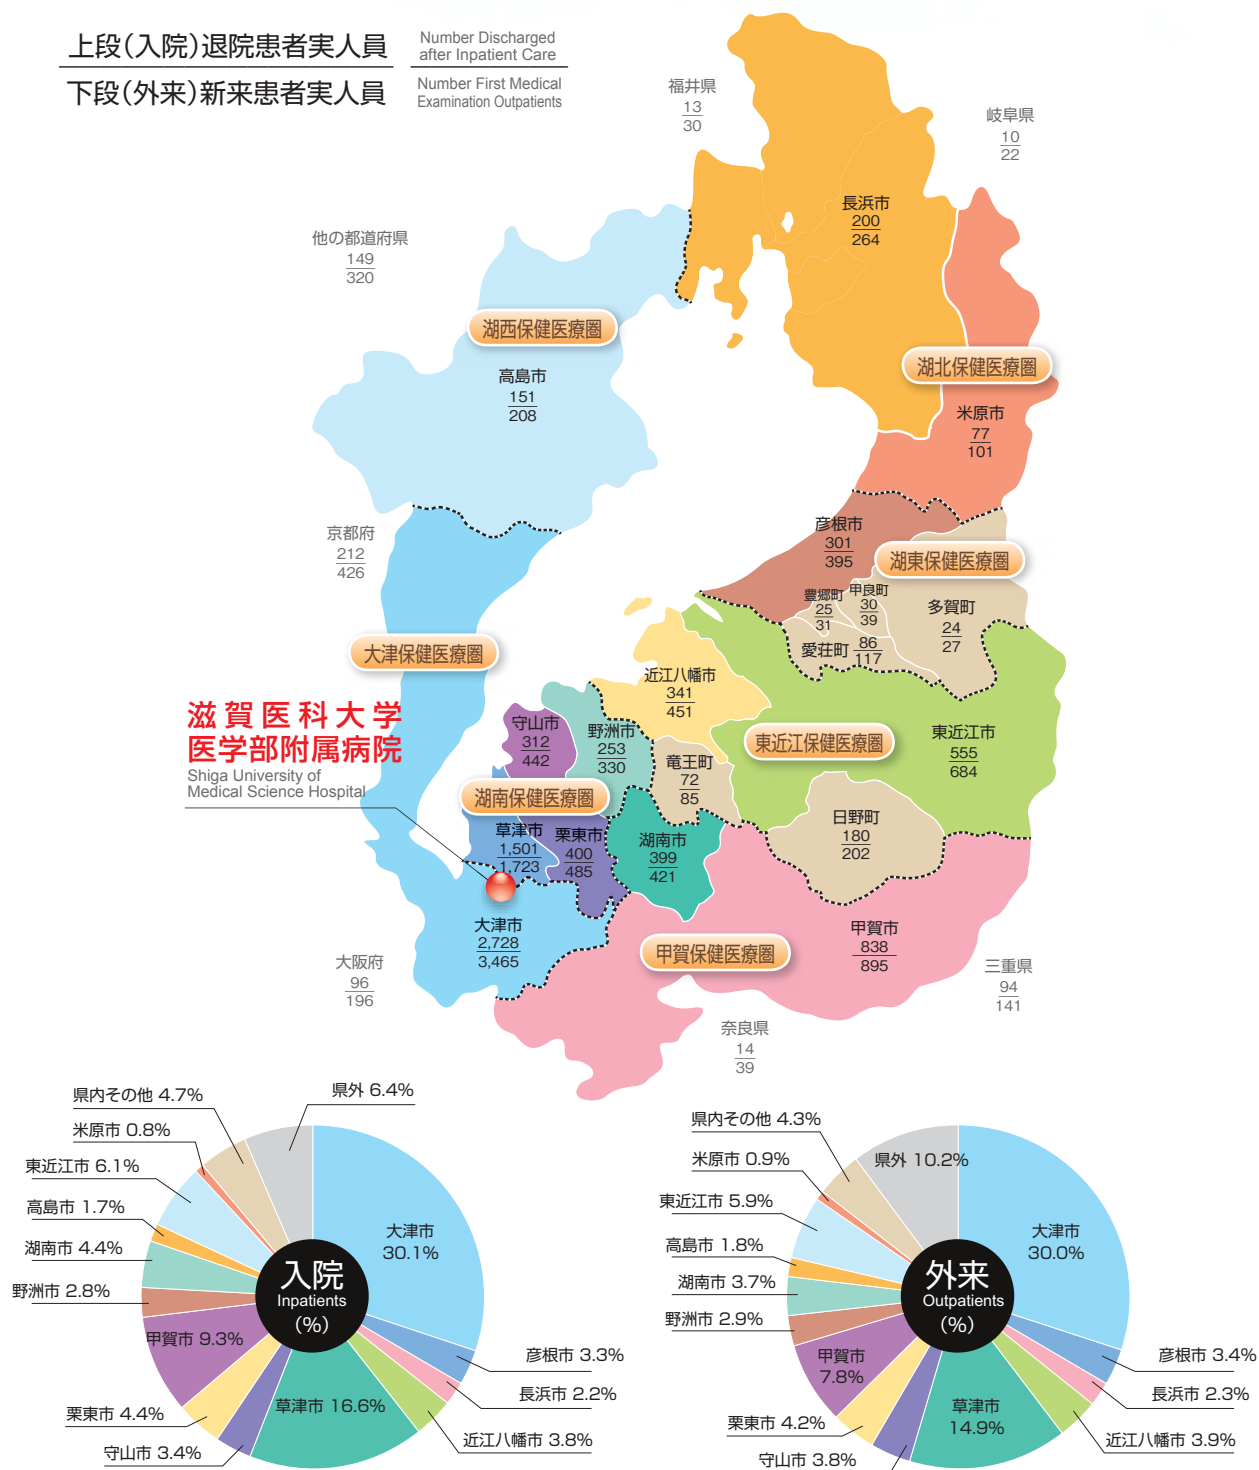 上段(入院)退院患者実人員
Number Discharged
after Inpatient Care
下段(外来)新来患者実人員
Number First Medical
Examination Outpatients
福井県
13
30
岐阜県
10
22
長浜市
200
264
他の都道府県
149
320
湖西保健医療圏
湖北保健医療圏
高島市
151
208
米原市
77
101
京都府
212
426
彦根市
301
395
湖東保健医療圏
豊郷町
25
31
甲良町
30
39
多賀町
24
27
愛荘町
86
117
大津保健医療圏
近江八幡市
341
451
滋賀医科大学
医学部附属病院
Shiga University of
Medical Science Hospital
守山市
312
442
野洲市
253
330
東近江保健医療圏
東近江市
555
684
竜王町
72
85
湖南保健医療圏
草津市
1,501
1,723
栗東市
400
485
湖南市
399
421
日野町
180
202
大津市
2,728
3,465
甲賀保健医療圏
甲賀市
838
895
大阪府
96
196
三重県
94
141
奈良県
14
39
県内その他 4.7%
県外 6.4%
米原市 0.8%
東近江市 6.1%
高島市 1.7%
湖南市 4.4%
野洲市 2.8%
甲賀市 9.3%
栗東市 4.4%
守山市 3.4%
草津市 16.6%
近江八幡市 3.8%
長浜市 2.2%
彦根市 3.3%
大津市
30.1%
入院
Inpatients
(%)
県内その他 4.3%
県外 10.2%
米原市 0.9%
東近江市 5.9%
高島市 1.8%
湖南市 3.7%
野洲市 2.9%
甲賀市
7.8%
栗東市 4.2%
守山市 3.8%
草津市
14.9%
近江八幡市 3.9%
長浜市 2.3%
彦根市 3.4%
大津市
30.0%
外来
Outpatients
(%)